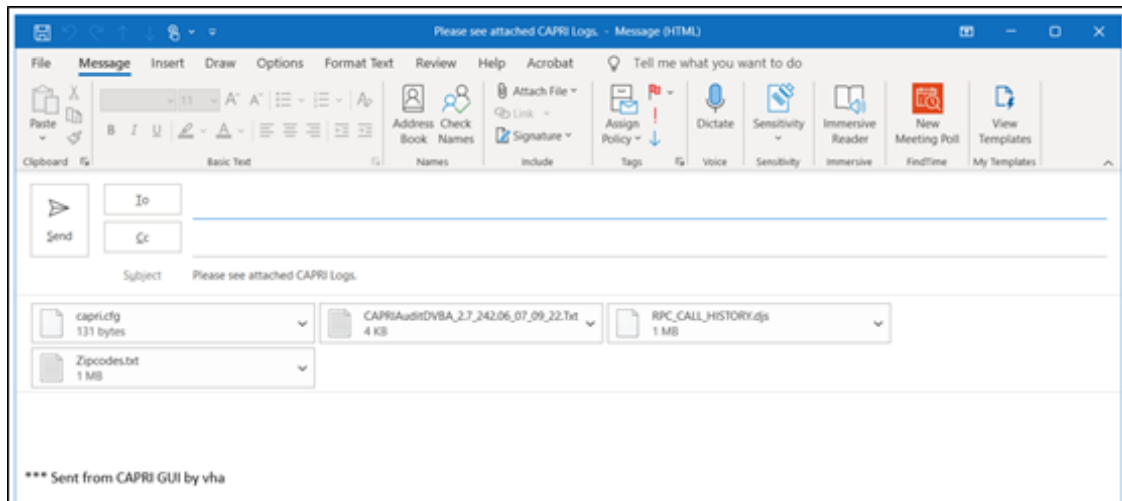 Please see attached CAPRI Logs. - Message (HTML)
File Message Insert Draw Options Format Text Review Help Acrobat Tell me what you want to do
Paste
11 A^ A˅ Ap
B I U A
Address Book
Check Names
Attach File
Link
Signature
Assign Policy
Dictate
Sensitivity
Immersive Reader
New Meeting Poll
View Templates
Clipboard Basic Text Names Include Tags Voice Sensitivity Immersive FindTime My Templates
Send
To
Cc
Subject Please see attached CAPRI Logs.
capri.cfg
131 bytes
CAPRIAuditDVBA_2.7_242.06_07_09_22.Txt
4 KB
RPC_CALL_HISTORY.djs
1 MB
Zipcodes.txt
1 MB
*** Sent from CAPRI GUI by vha